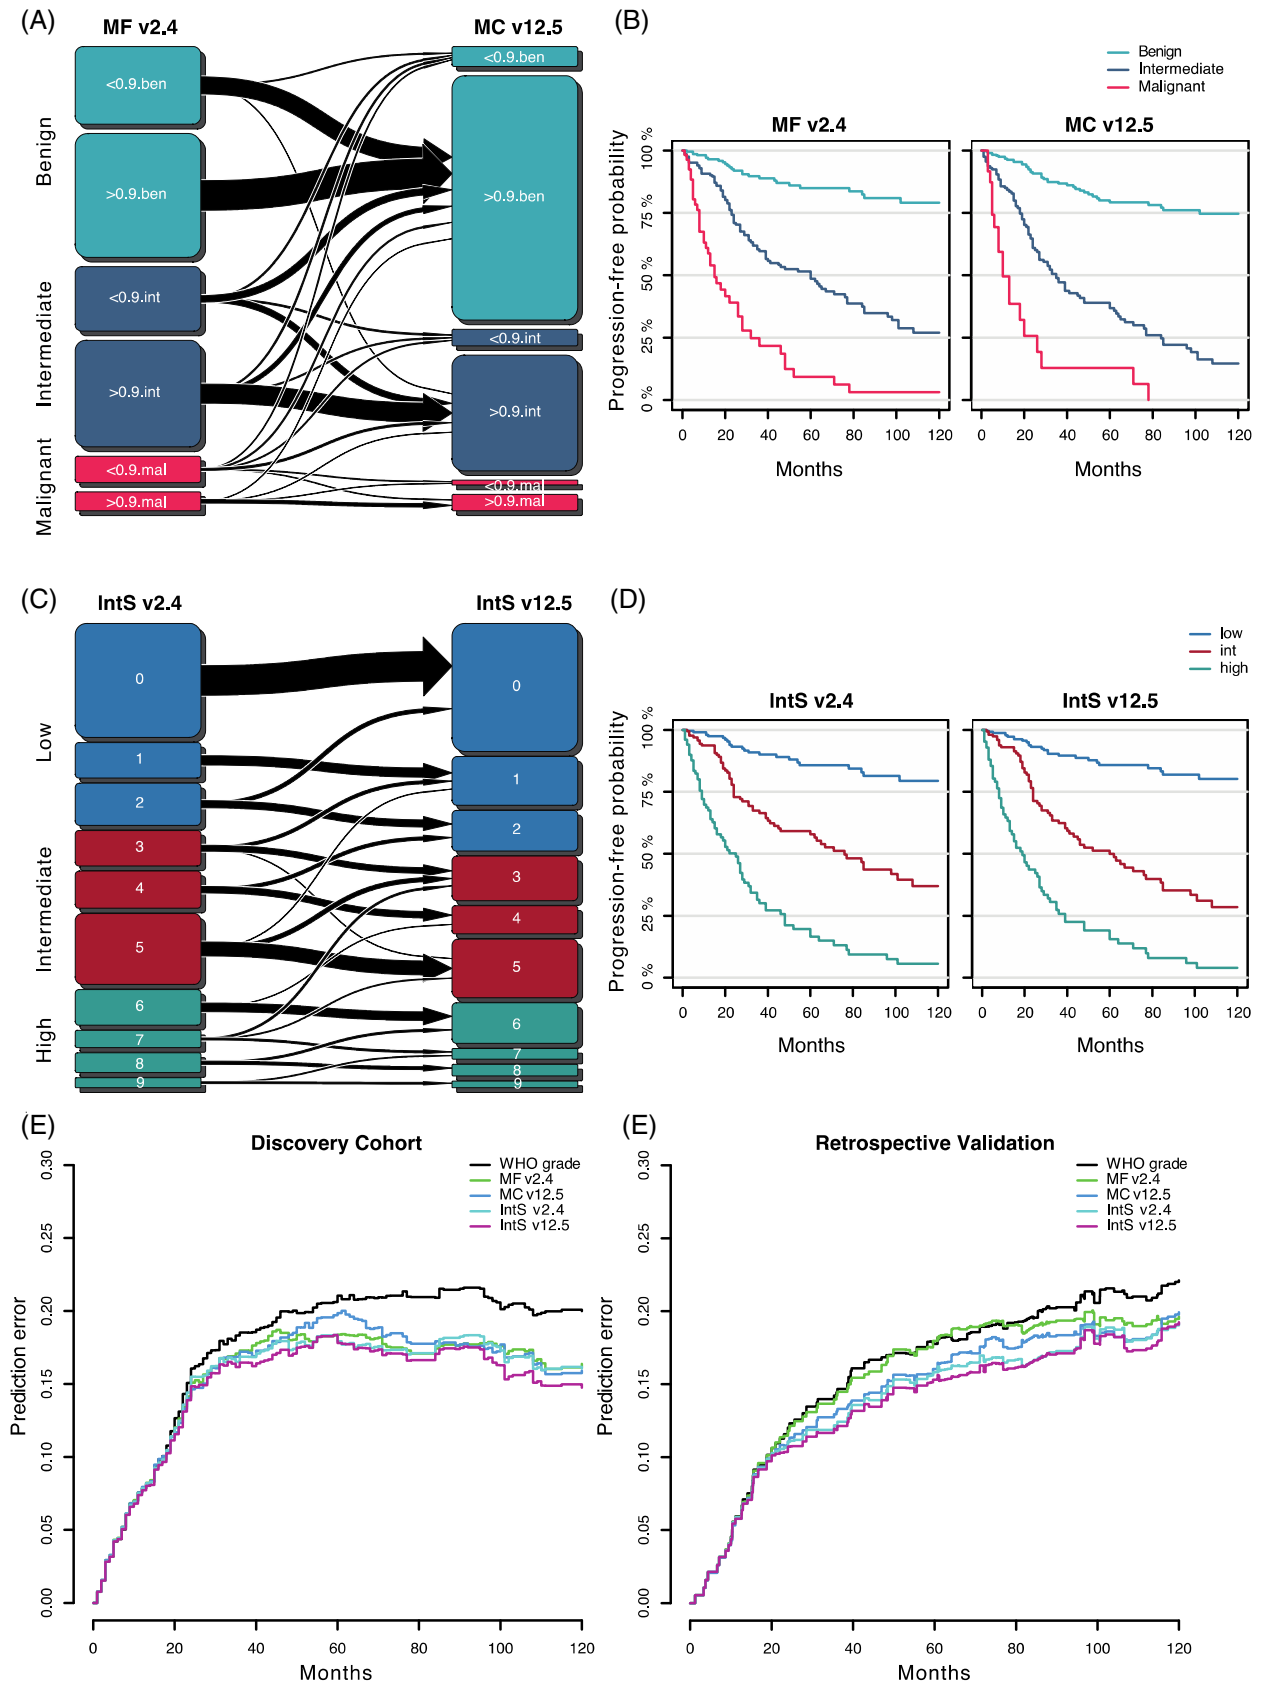 (A)
MF v2.4
MC v12.5
Benign
Intermediate
Malignant
<0.9.ben
>0.9.ben
<0.9.int
>0.9.int
<0.9.mal
>0.9.mal
<0.9.ben
>0.9.ben
<0.9.int
>0.9.int
<0.9.mal
>0.9.mal
(B)
Benign
Intermediate
Malignant
MF v2.4
MC v12.5
Progression-free probability
100 %
75 %
50 %
25 %
0 %
0 20 40 60 80 100 120
0 20 40 60 80 100 120
Months
Months
(C)
IntS v2.4
IntS v12.5
Low
Intermediate
High
0
1
2
3
4
5
6
7
8
9
0
1
2
3
4
5
6
7
8
9
(D)
low
int
high
IntS v2.4
IntS v12.5
Progression-free probability
100 %
75 %
50 %
25 %
0 %
0 20 40 60 80 100 120
0 20 40 60 80 100 120
Months
Months
(E)
Discovery Cohort
WHO grade
MF v2.4
MC v12.5
IntS v2.4
IntS v12.5
Prediction error
0.30
0.25
0.20
0.15
0.10
0.05
0.00
0 20 40 60 80 100 120
Months
(E)
Retrospective Validation
WHO grade
MF v2.4
MC v12.5
IntS v2.4
IntS v12.5
Prediction error
0.30
0.25
0.20
0.15
0.10
0.05
0.00
0 20 40 60 80 100 120
Months